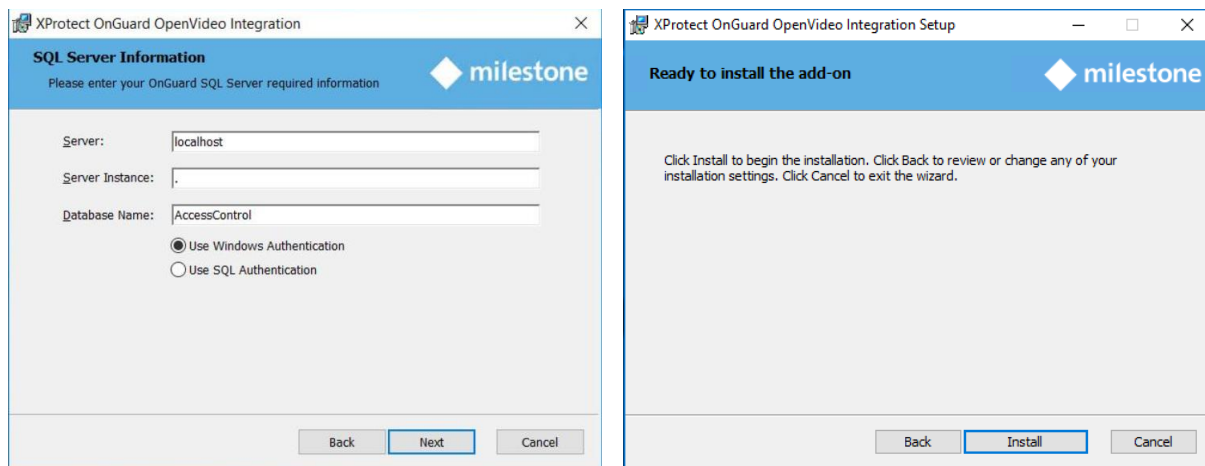 XProtect OnGuard OpenVideo Integration
SQL Server Information
Please enter your OnGuard SQL Server required information
milestone
Server:
localhost
Server Instance:
.
Database Name:
AccessControl
Use Windows Authentication
Use SQL Authentication
Back
Next
Cancel
XProtect OnGuard OpenVideo Integration Setup
Ready to install the add-on
milestone
Click Install to begin the installation. Click Back to review or change any of your
installation settings. Click Cancel to exit the wizard.
Back
Install
Cancel